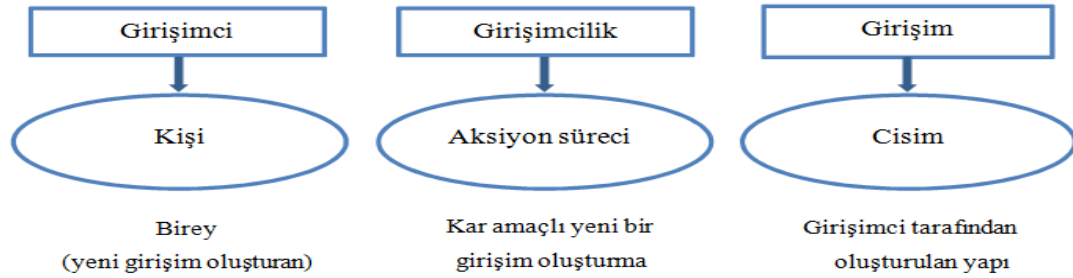 Girişimci
Girişimcilik
Girişim
Kişi
Aksiyon süreci
Cisim
Birey
(yeni girişim oluşturan)
Kar amaçlı yeni bir
girişim oluşturma
Girişimci tarafından
oluşturulan yapı